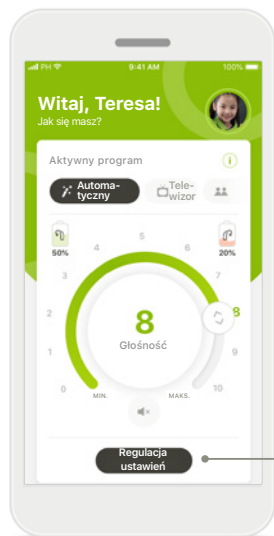 PH
9:41 AM
100%
Witaj, Teresa!
Jak się masz?
Aktywny program
i
Automa-
tyczny
Tele-
wizor
50%
20%
0
1
2
3
4
5
6
7
8
9
10
8
Głośność
MIN.
MAKS.
Regulacja
ustawień